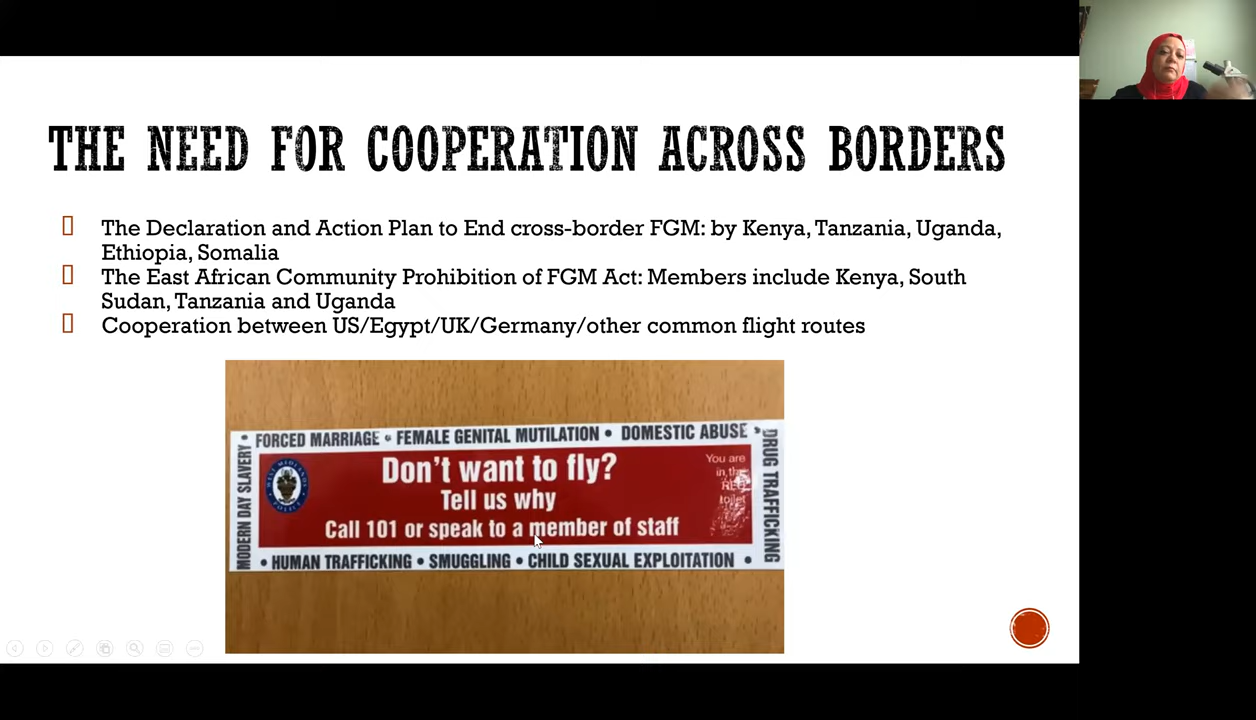 THE NEED FOR COOPERATION ACROSS BORDERS
The Declaration and Action Plan to End cross-border FGM: by Kenya, Tanzania, Uganda,
Ethiopia, Somalia
The East African Community Prohibition of FGM Act: Members include Kenya, South
Sudan, Tanzania and Uganda
Cooperation between US/Egypt/UK/Germany/other common flight routes
• FORCED MARRIAGE • FEMALE GENITAL MUTILATION • DOMESTIC ABUSE •
MODERN DAY SLAVERY
WEST MIDLANDS POLICE
Don't want to fly?
Tell us why
Call 101 or speak to a member of staff
You are
in the
RED
toilet
DRUG TRAFFICKING
• HUMAN TRAFFICKING • SMUGGLING • CHILD SEXUAL EXPLOITATION •